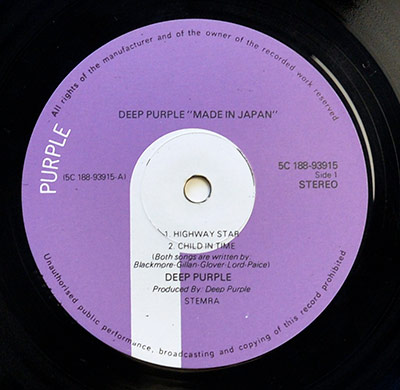 All rights of the manufacturer and of the owner of the recorded work reserved
PURPLE
DEEP PURPLE "MADE IN JAPAN"
(5C 188-93915-A)
5C 188-93915
Side 1
STEREO
1. HIGHWAY STAR
2. CHILD IN TIME
(Both songs are written by:
Blackmore-Gillan-Glover-Lord-Paice)
DEEP PURPLE
Produced By: Deep Purple
STEMRA
Unauthorised public performance, broadcasting and copying of this record prohibited